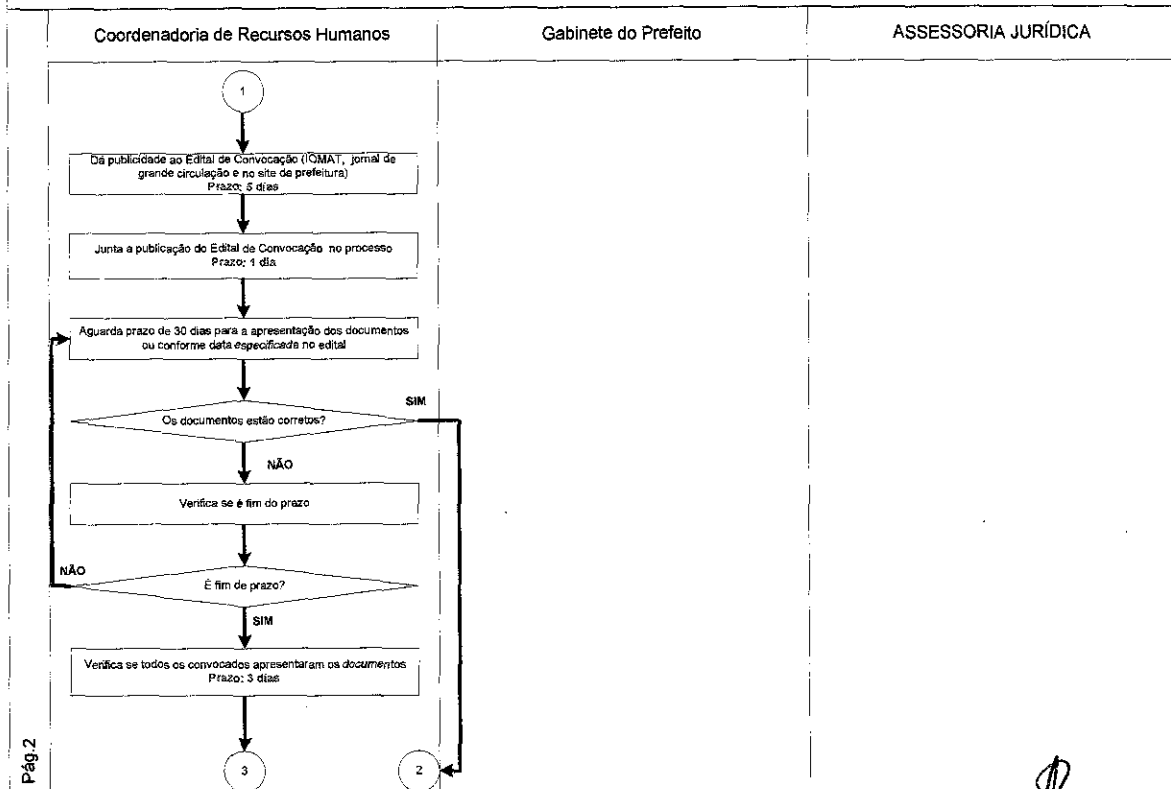 Coordenadoria de Recursos Humanos
Gabinete do Prefeito
ASSESSORIA JURÍDICA
1
Dá publicidade ao Edital de Convocação (IOMAT, jornal de
grande circulação e no site da prefeitura)
Prazo: 5 dias
Junta a publicação do Edital de Convocação no processo
Prazo: 1 dia
Aguarda prazo de 30 dias para a apresentação dos documentos
ou conforme data especificada no edital
SIM
Os documentos estão corretos?
NÃO
Verifica se é fim do prazo
NÃO
É fim de prazo?
SIM
Verifica se todos os convocados apresentaram os documentos
Prazo: 3 dias
3
2
Pág.2